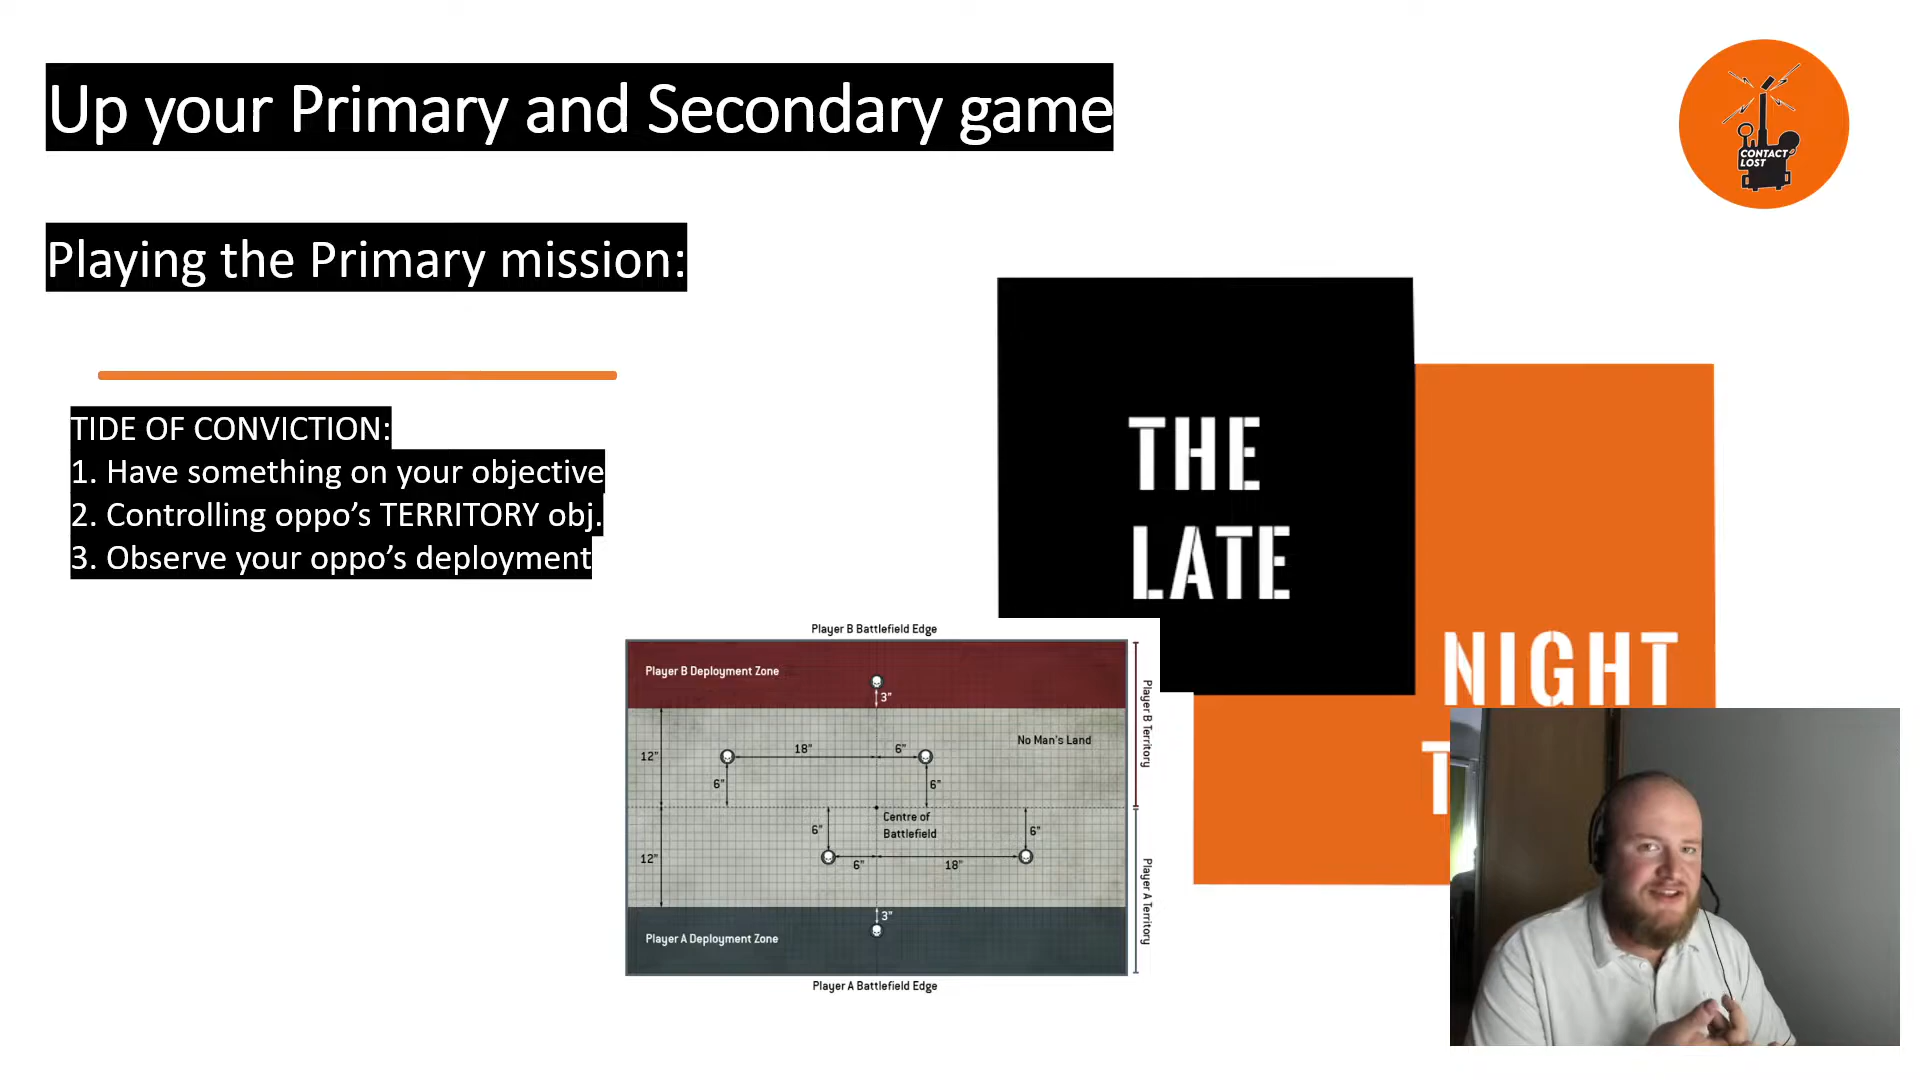 Up your Primary and Secondary game
CONTACT
LOST
Playing the Primary mission:
TIDE OF CONVICTION:
1. Have something on your objective
2. Controlling oppo’s TERRITORY obj.
3. Observe your oppo’s deployment
THE
LATE
NIGHT
T
Player B Battlefield Edge
Player B Deployment Zone
3"
Player B Territory
No Man's Land
12"
18"
6"
6"
6"
Centre of
Battlefield
6"
6"
12"
6"
18"
Player A Territory
3"
Player A Deployment Zone
Player A Battlefield Edge